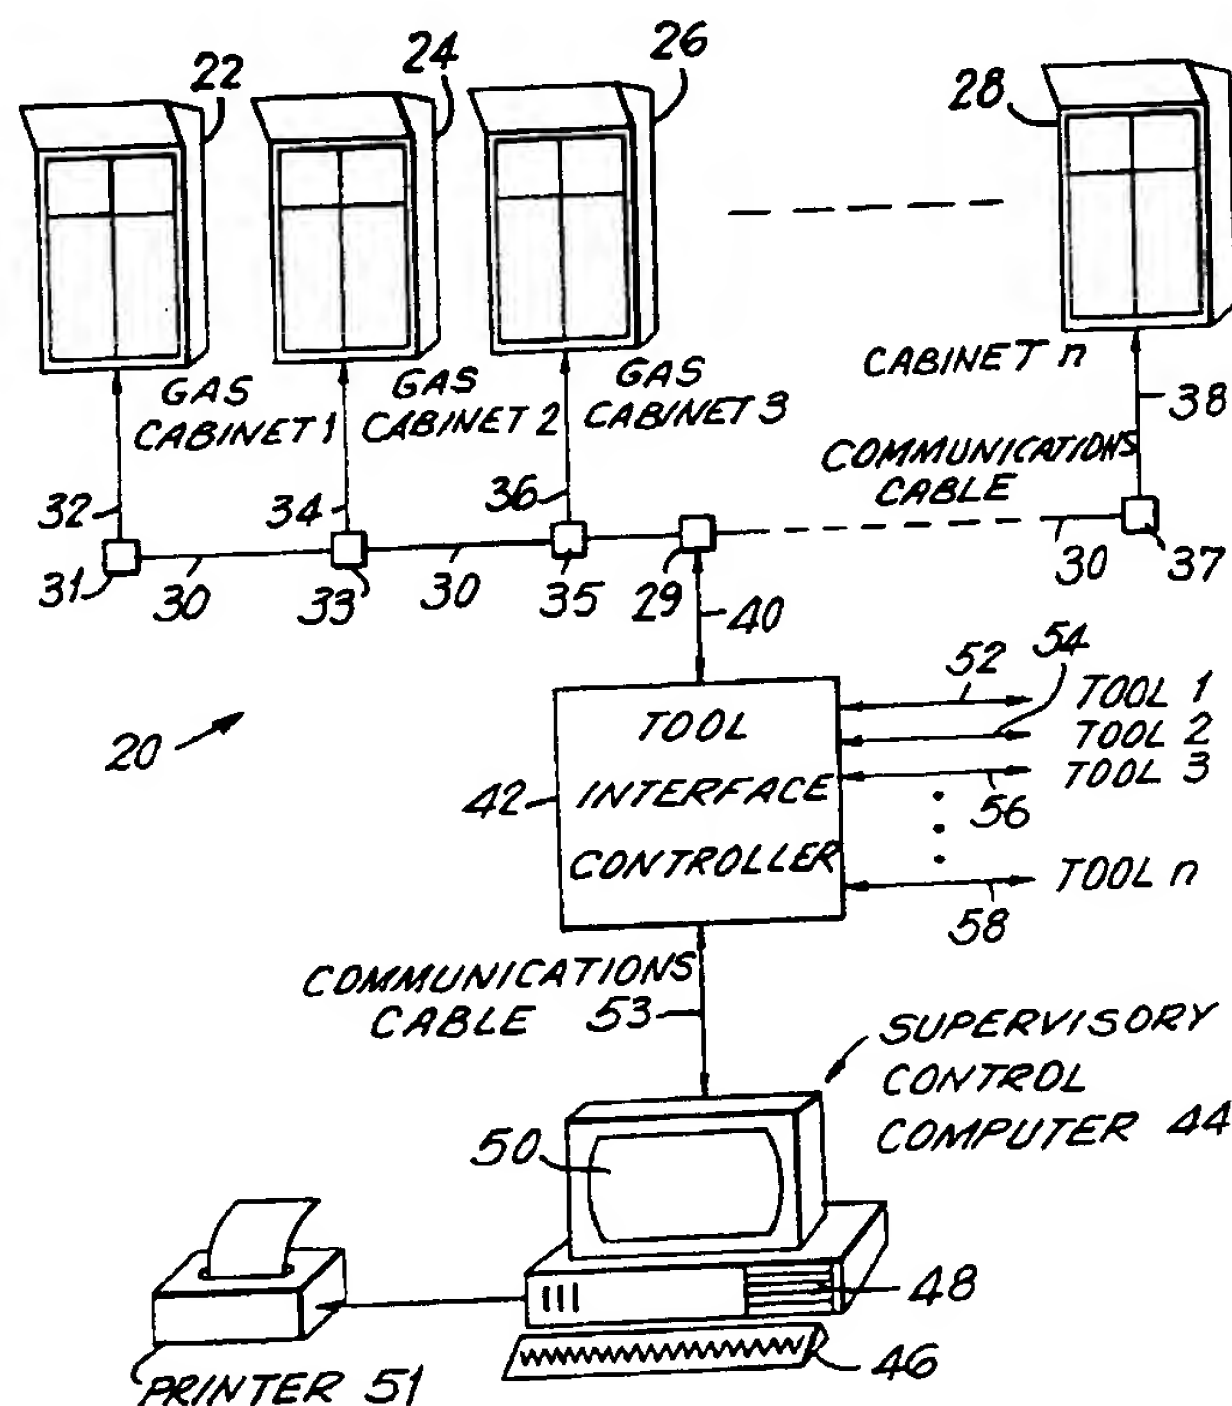 22
24
26
28
GAS
CABINET 1
GAS
CABINET 2
GAS
CABINET 3
CABINET n
38
COMMUNICATIONS
CABLE
32
34
36
31
30
33
30
35
29
40
30
37
20
42
TOOL
INTERFACE
CONTROLLER
52
54
TOOL 1
TOOL 2
TOOL 3
56
TOOL n
58
COMMUNICATIONS
CABLE
53
SUPERVISORY
CONTROL
COMPUTER 44
50
48
46
PRINTER 51